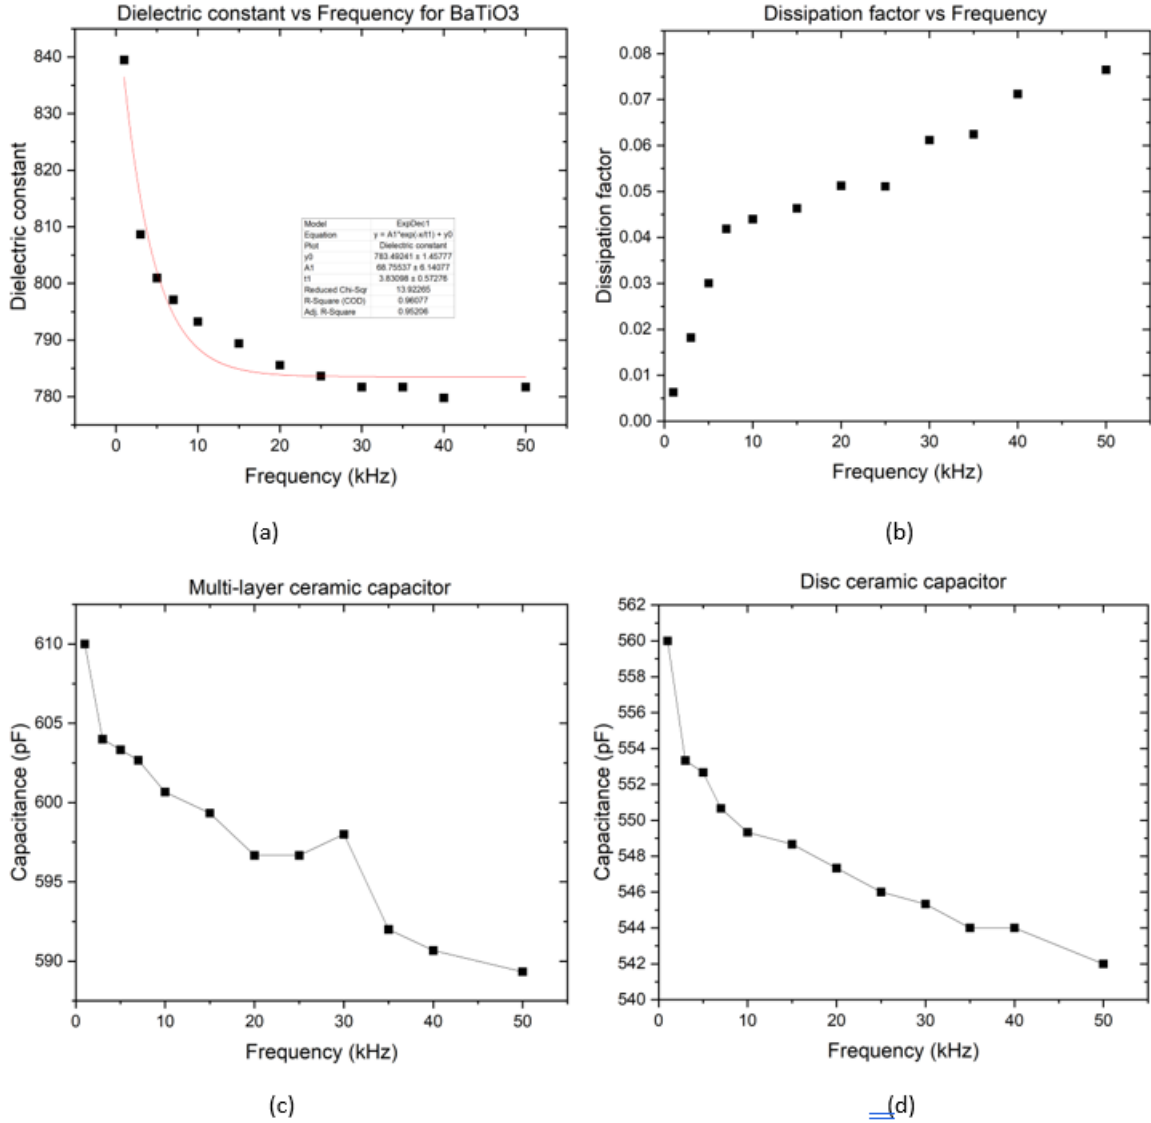 Dielectric constant vs Frequency for BaTiO3
Dielectric constant
840
830
820
810
800
790
780
0 10 20 30 40 50
Frequency (kHz)
Model ExpDec1
Equation y = A1*exp(-x/t1) + y0
Plot Dielectric constant
y0 783.49241 ± 1.45777
A1 68.75537 ± 6.14077
t1 3.83098 ± 0.57276
Reduced Chi-Sqr 13.92265
R-Square (COD) 0.96077
Adj. R-Square 0.95206
(a)
Dissipation factor vs Frequency
Dissipation factor
0.08
0.07
0.06
0.05
0.04
0.03
0.02
0.01
0.00
0 10 20 30 40 50
Frequency (kHz)
(b)
Multi-layer ceramic capacitor
Capacitance (pF)
610
605
600
595
590
0 10 20 30 40 50
Frequency (kHz)
(c)
Disc ceramic capacitor
Capacitance (pF)
562
560
558
556
554
552
550
548
546
544
542
540
0 10 20 30 40 50
Frequency (kHz)
(d)